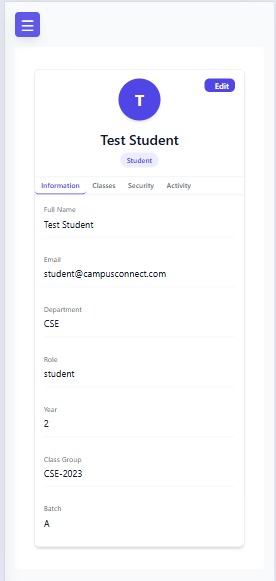 Edit
T
Test Student
Student
Information Classes Security Activity
Full Name
Test Student
Email
student@campusconnect.com
Department
CSE
Role
student
Year
2
Class Group
CSE-2023
Batch
A